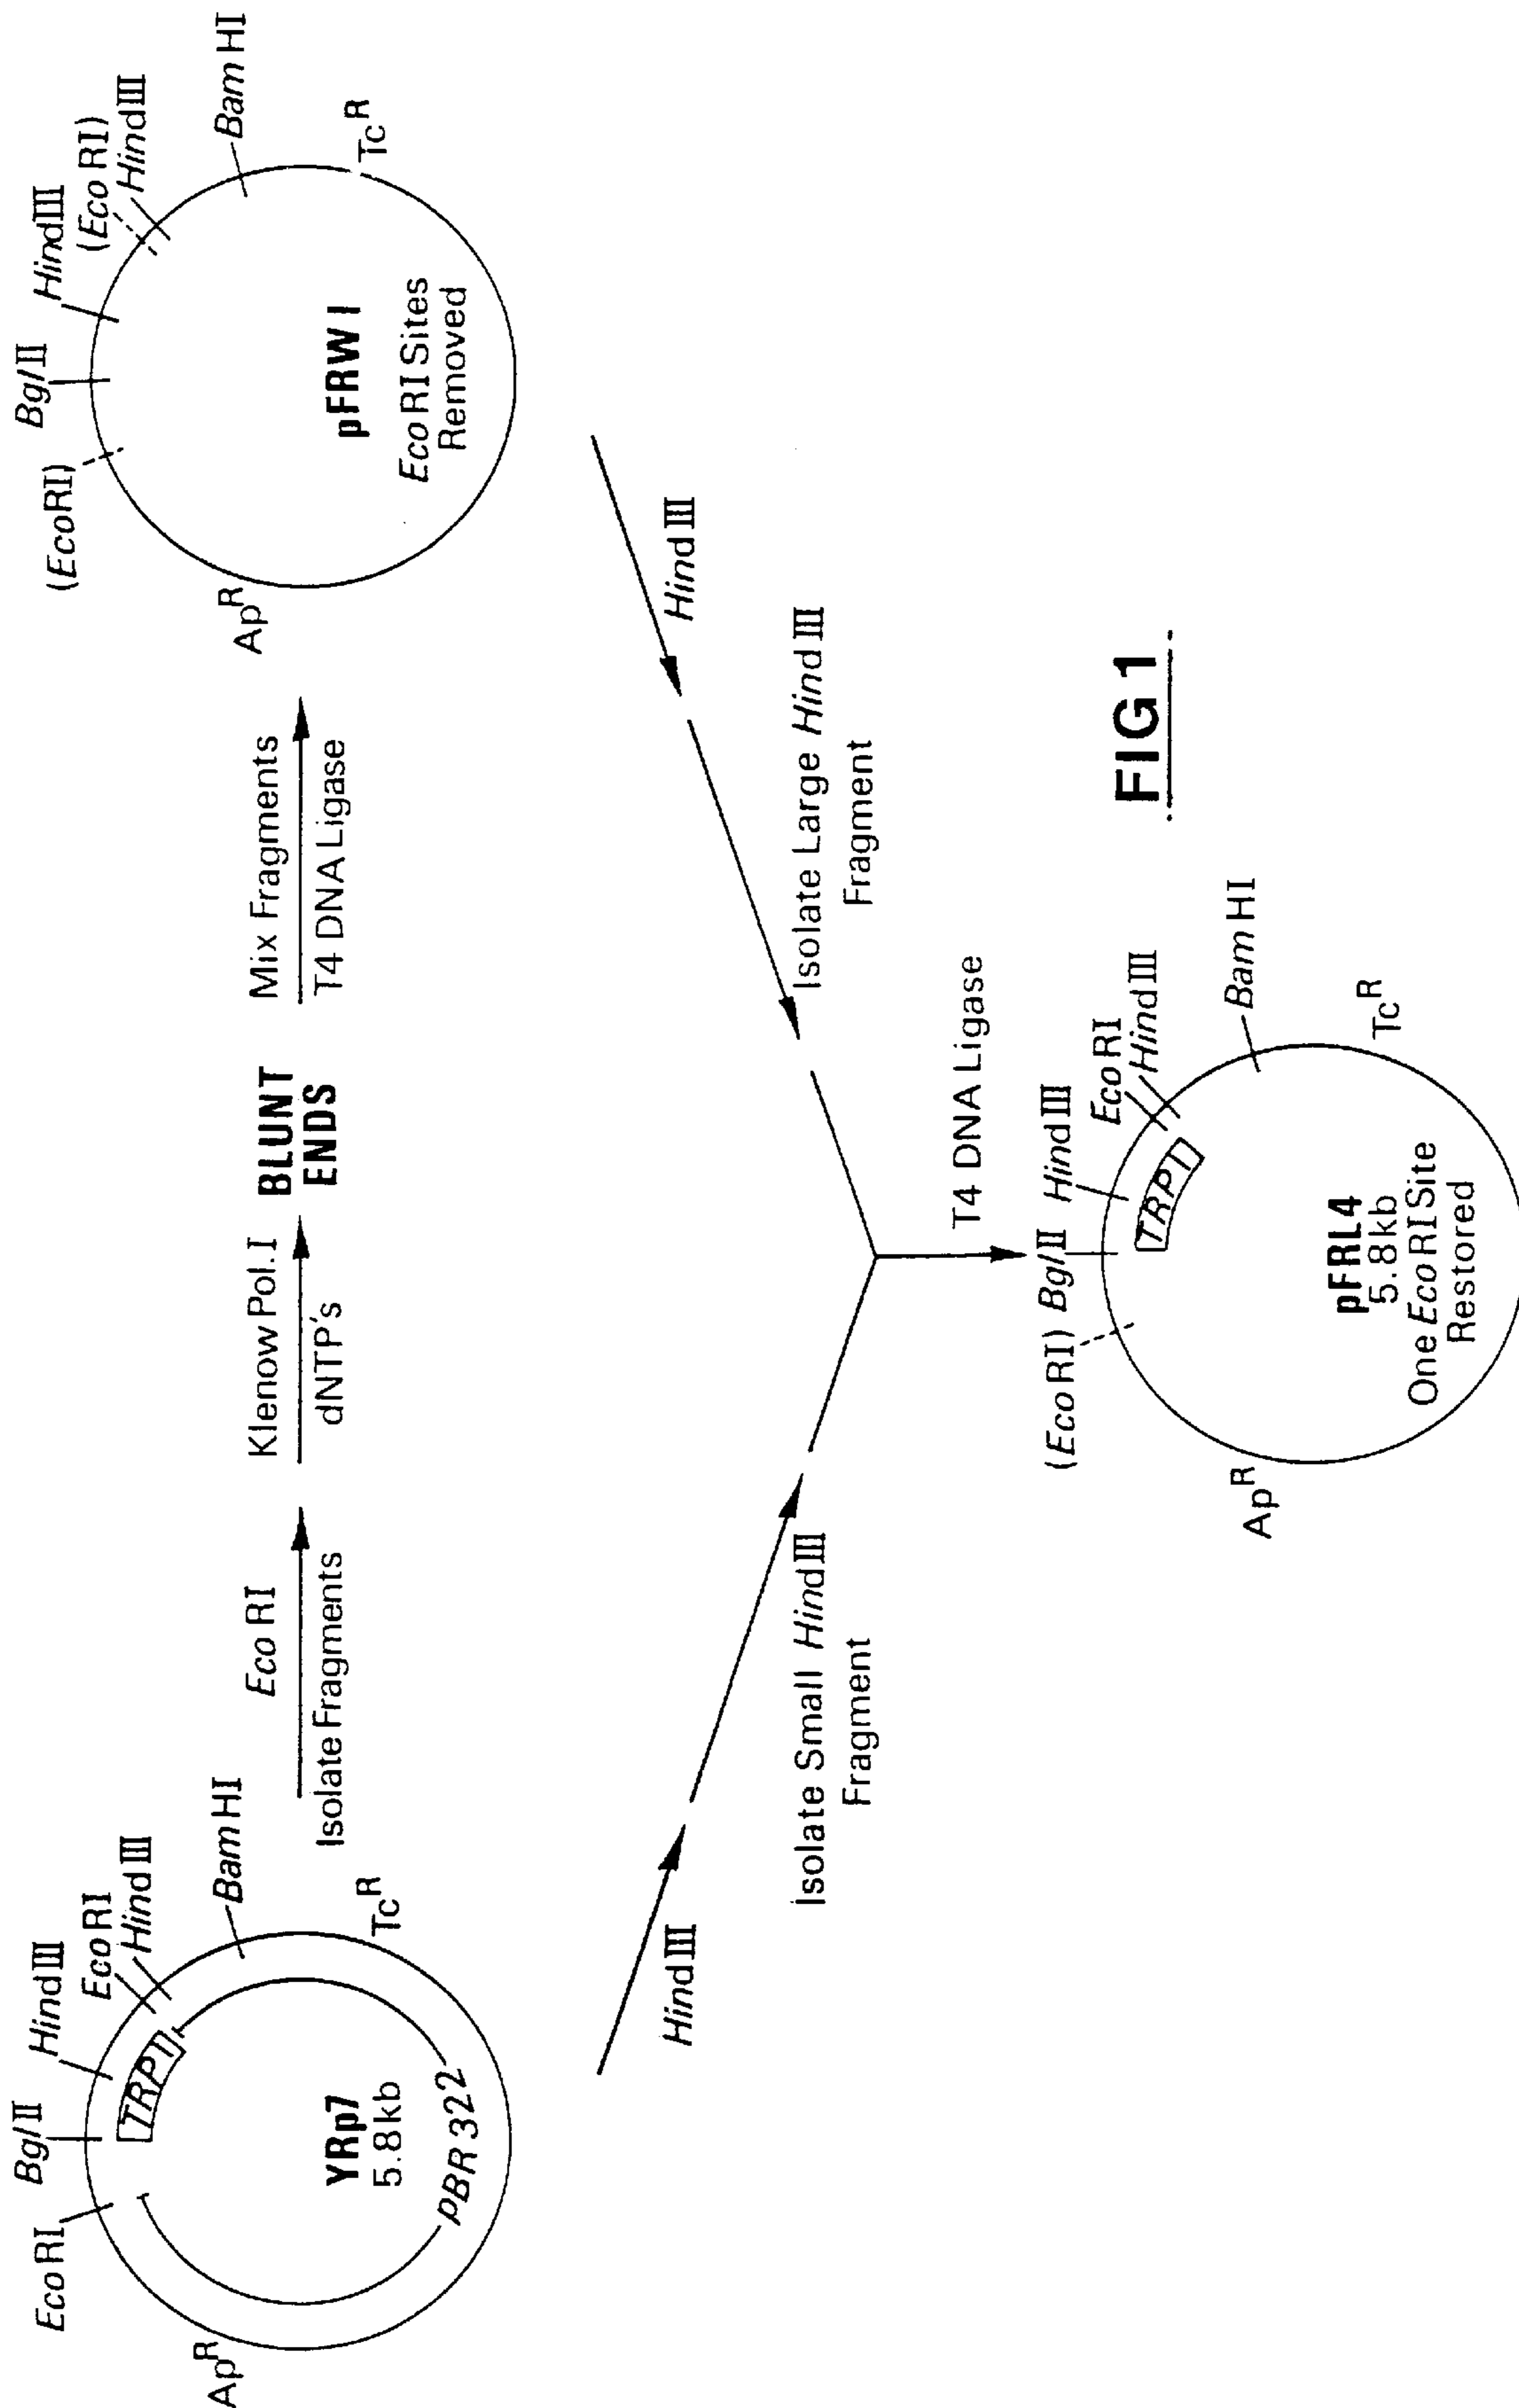 EcoRI
BglII
HindIII
EcoRI
HindIII
BamHI
TcR
ApR
TRP1
YRp7
5.8kb
pBR322
EcoRI
Isolate Fragments
Klenow Pol.I
dNTP's
BLUNT
ENDS
Mix Fragments
T4 DNA Ligase
(EcoRI)
BglII
HindIII
(EcoRI)
HindIII
BamHI
TcR
ApR
pFRW1
EcoRI Sites
Removed
HindIII
Isolate Small HindIII
Fragment
HindIII
Isolate Large HindIII
Fragment
T4 DNA Ligase
(EcoRI)
BglII
HindIII
EcoRI
HindIII
BamHI
TcR
ApR
TRP1
pFRL4
5.8kb
One EcoRI Site
Restored
FIG 1